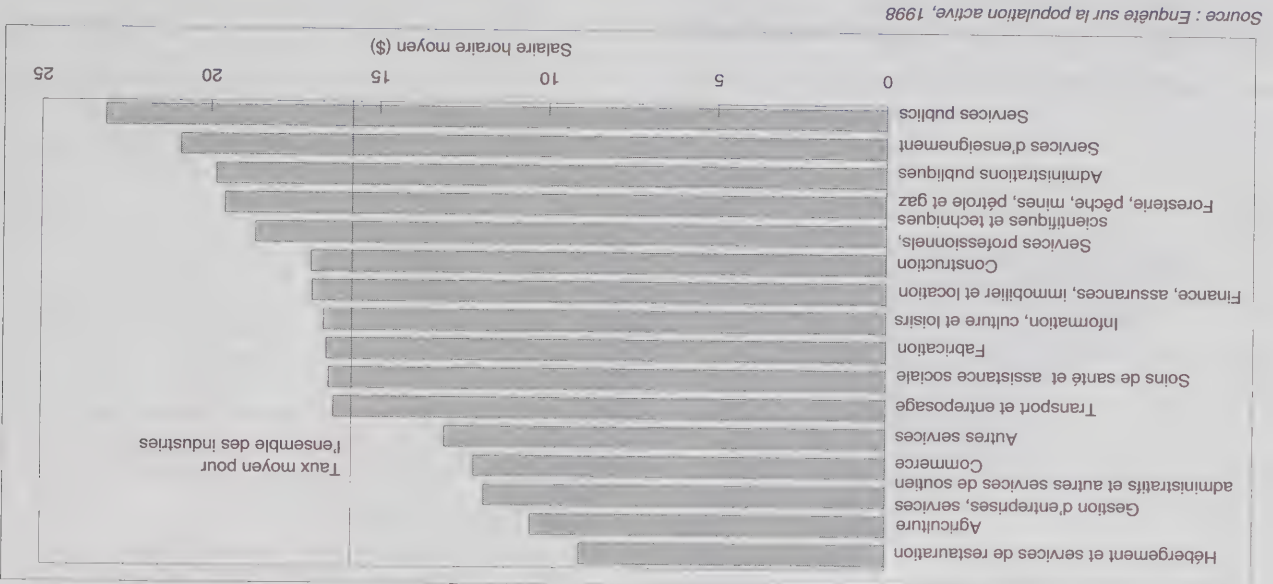 Hébergement et services de restauration
Agriculture
Gestion d'entreprises, services
administratifs et autres services de soutien
Commerce
Autres services
Taux moyen pour
l'ensemble des industries
Transport et entreposage
Soins de santé et assistance sociale
Fabrication
Information, culture et loisirs
Finance, assurances, immobilier et location
Construction
Services professionnels,
scientifiques et techniques
Foresterie, pêche, mines, pétrole et gaz
Administrations publiques
Services d'enseignement
Services publics
0 5 10 15 20 25
Salaire horaire moyen ($)
Source : Enquête sur la population active, 1998